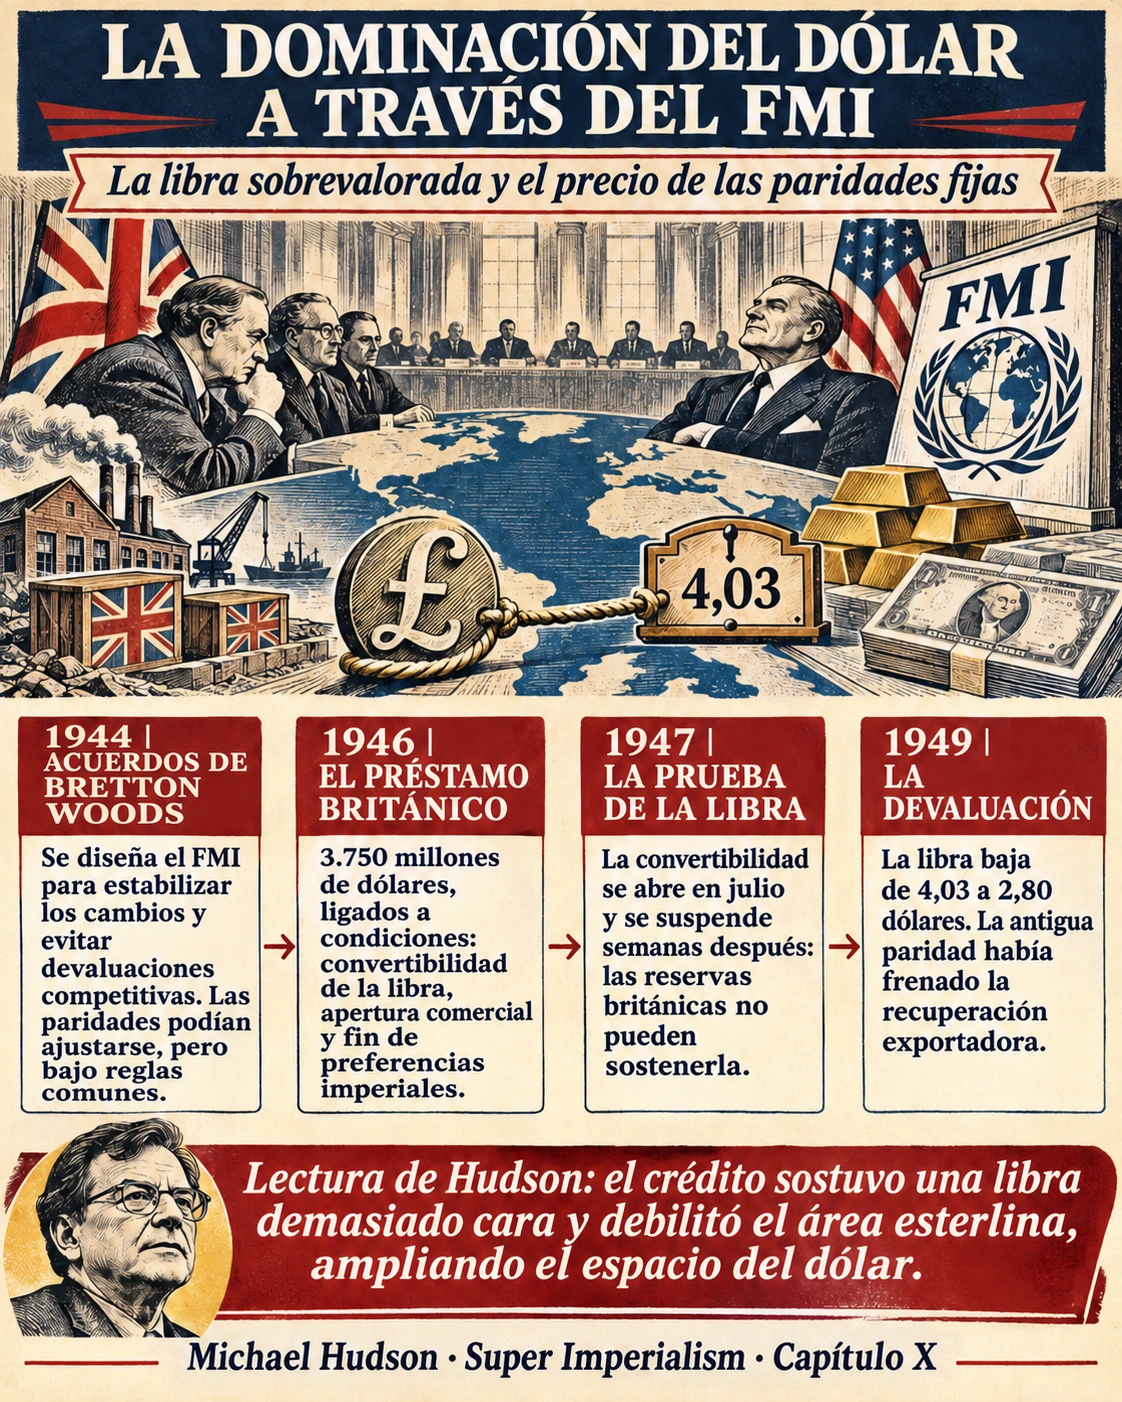 LA DOMINACIÓN DEL DÓLAR
A TRAVÉS DEL FMI
La libra sobrevalorada y el precio de las paridades fijas
FMI
£
4,03
1
1944 |
ACUERDOS DE
BRETTON
WOODS
Se diseña el FMI
para estabilizar
los cambios y
evitar
devaluaciones
competitivas. Las
paridades podían
ajustarse, pero
bajo reglas
comunes.
1946 |
EL PRÉSTAMO
BRITÁNICO
3.750 millones
de dólares,
ligados a
condiciones:
convertibilidad
de la libra,
apertura comercial
y fin de
preferencias
imperiales.
1947 |
LA PRUEBA
DE LA LIBRA
La convertibilidad
se abre en julio
y se suspende
semanas después:
las reservas
británicas no
pueden
sostenerla.
1949 |
LA
DEVALUACIÓN
La libra baja
de 4,03 a 2,80
dólares. La antigua
paridad había
frenado la
recuperación
exportadora.
Lectura de Hudson: el crédito sostuvo una libra
demasiado cara y debilitó el área esterlina,
ampliando el espacio del dólar.
Michael Hudson · Super Imperialism · Capítulo X